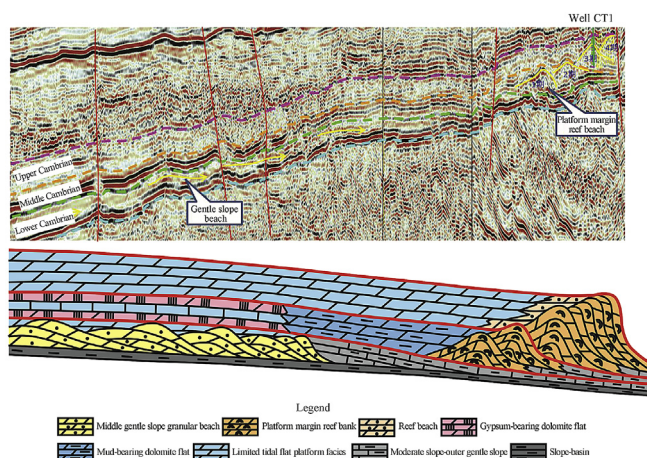 Well CT1
Platform margin
reef beach
Upper Cambrian
Middle Cambrian
Lower Cambrian
Gentle slope
beach
Legend
Middle gentle slope granular beach
Platform margin reef bank
Reef beach
Gypsum-bearing dolomite flat
Mud-bearing dolomite flat
Limited tidal flat platform facies
Moderate slope-outer gentle slope
Slope-basin